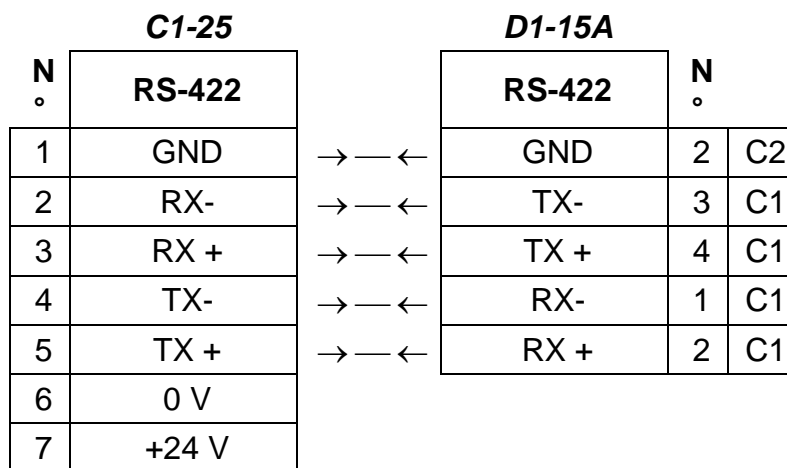 C1-25 D1-15A
N° RS-422 RS-422 N°
1 GND →—← GND 2 C2
2 RX- →—← TX- 3 C1
3 RX + →—← TX + 4 C1
4 TX- →—← RX- 1 C1
5 TX + →—← RX + 2 C1
6 0 V
7 +24 V